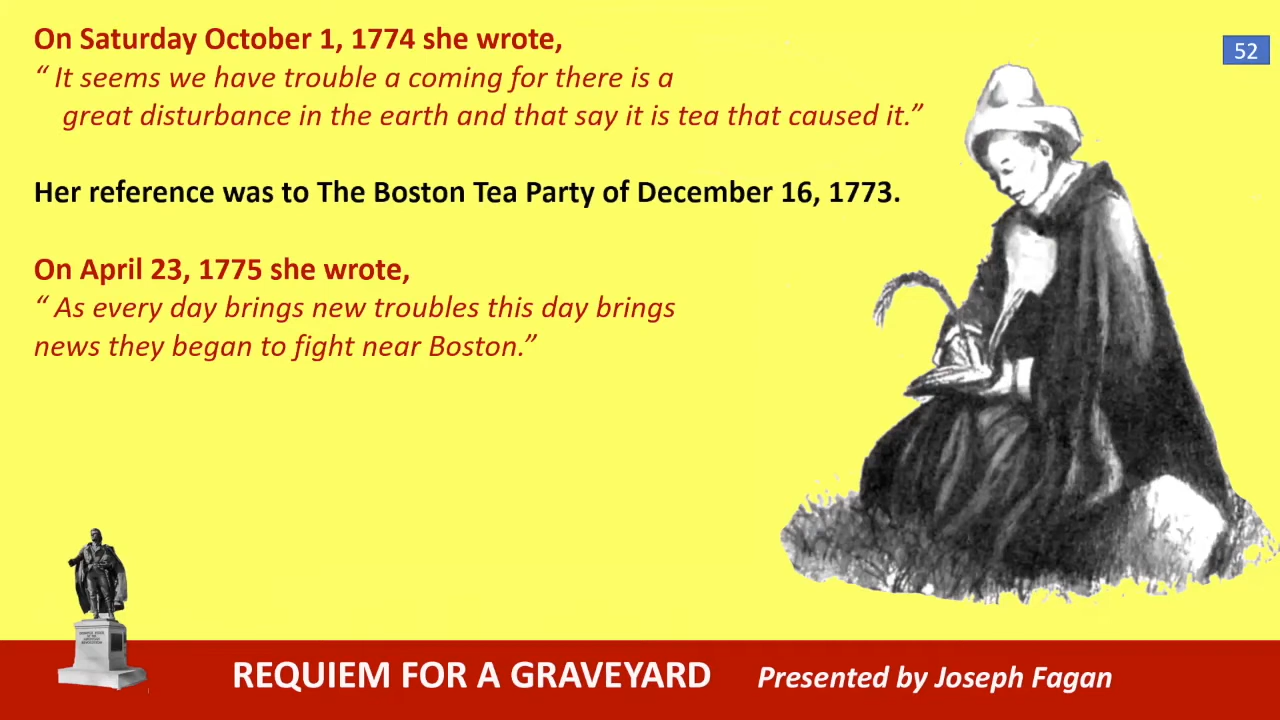 On Saturday October 1, 1774 she wrote,
52
“ It seems we have trouble a coming for there is a
great disturbance in the earth and that say it is tea that caused it.”
Her reference was to The Boston Tea Party of December 16, 1773.
On April 23, 1775 she wrote,
“ As every day brings new troubles this day brings
news they began to fight near Boston.”
REQUIEM FOR A GRAVEYARD Presented by Joseph Fagan